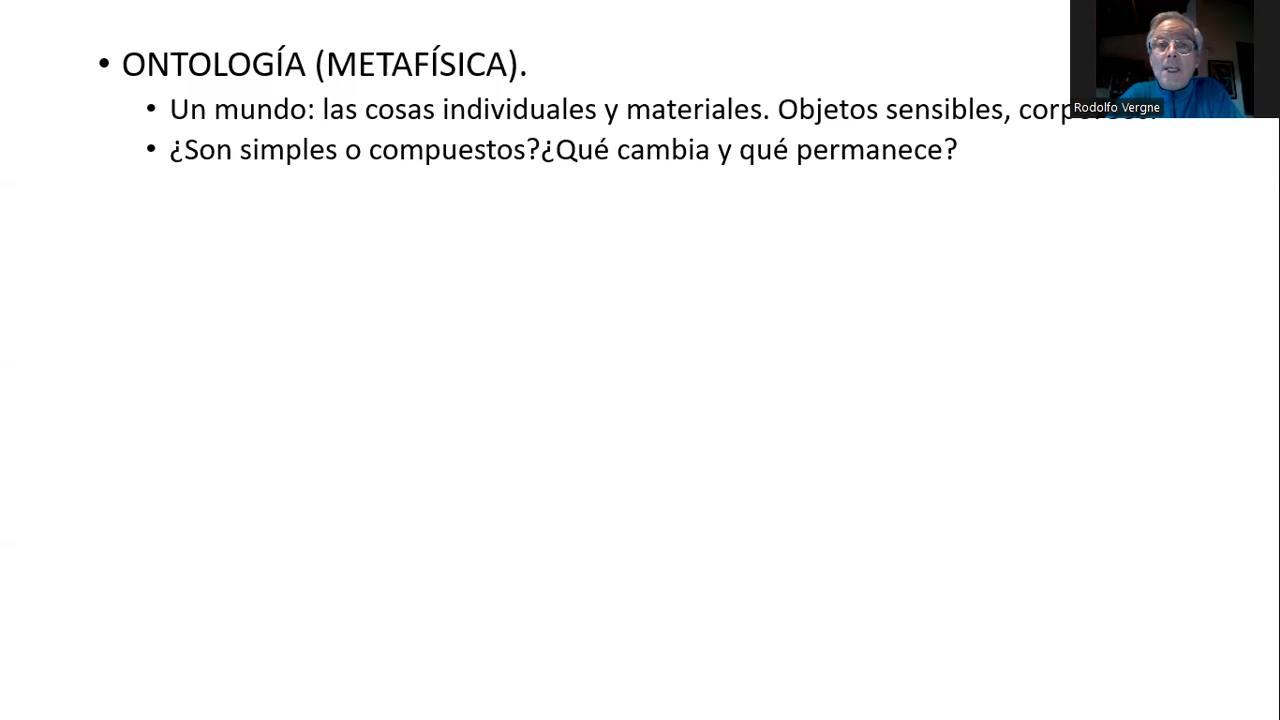 • ONTOLOGÍA (METAFÍSICA).
• Un mundo: las cosas individuales y materiales. Objetos sensibles,
• ¿Son simples o compuestos?¿Qué cambia y qué permanece?
Rodolfo Vergne